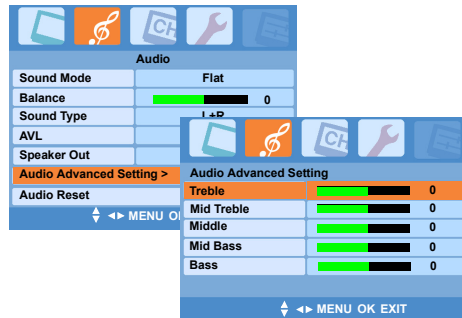 CH
Audio
Sound Mode Flat
Balance 0
Sound Type L+R
AVL
Speaker Out
Audio Advanced Setting >
Audio Reset
MENU O
CH
Audio Advanced Setting
Treble 0
Mid Treble 0
Middle 0
Mid Bass 0
Bass 0
MENU OK EXIT